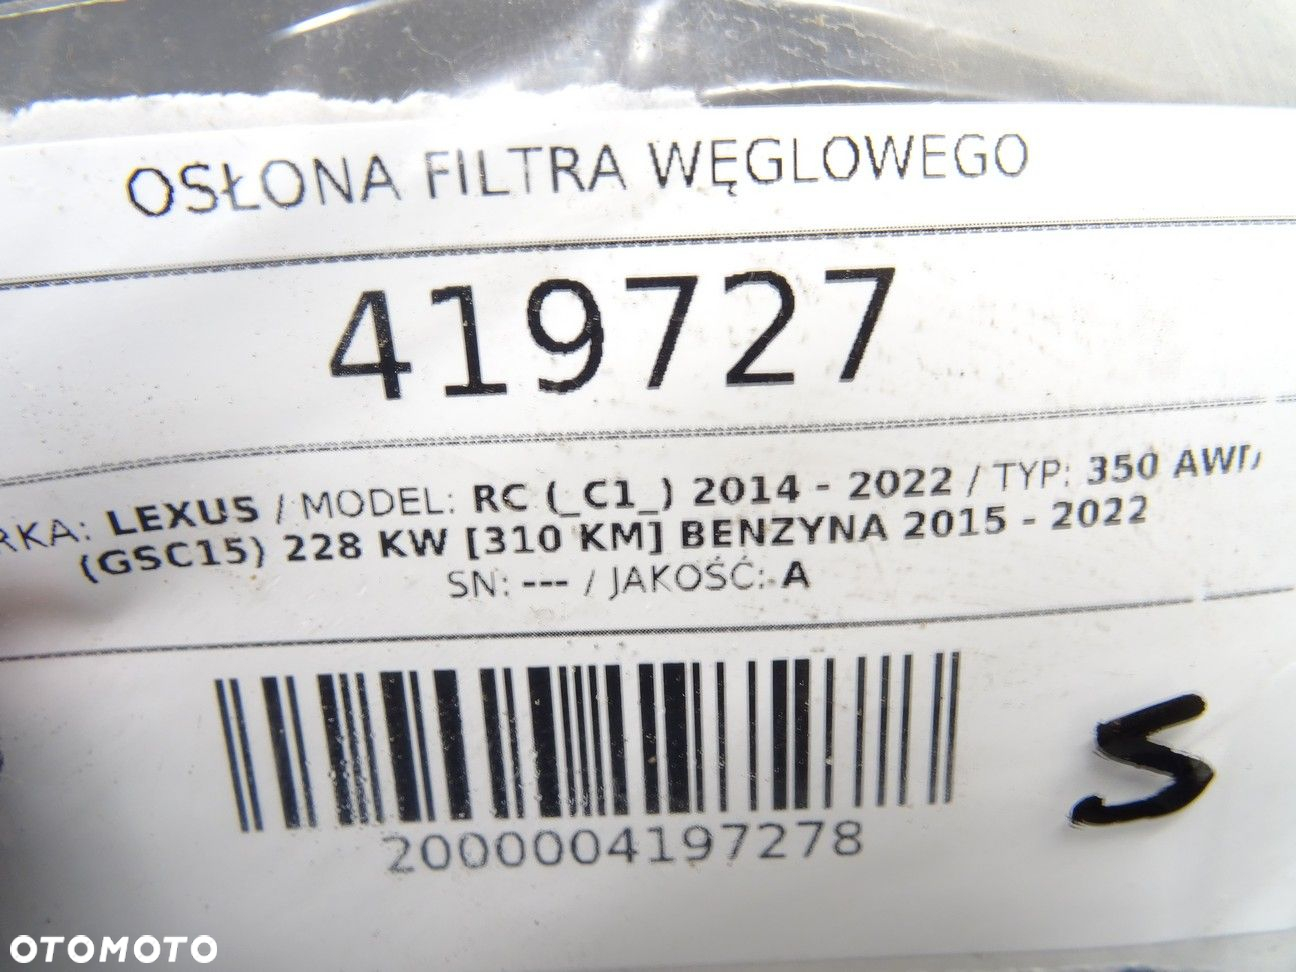 OSŁONA FILTRA WĘGLOWEGO
419727
RKA: LEXUS / MODEL: RC (_C1_) 2014 - 2022 / TYP: 350 AWD
(GSC15) 228 KW [310 KM] BENZYNA 2015 - 2022
SN: --- / JAKOŚĆ: A
2000004197278
S
OTOMOTO